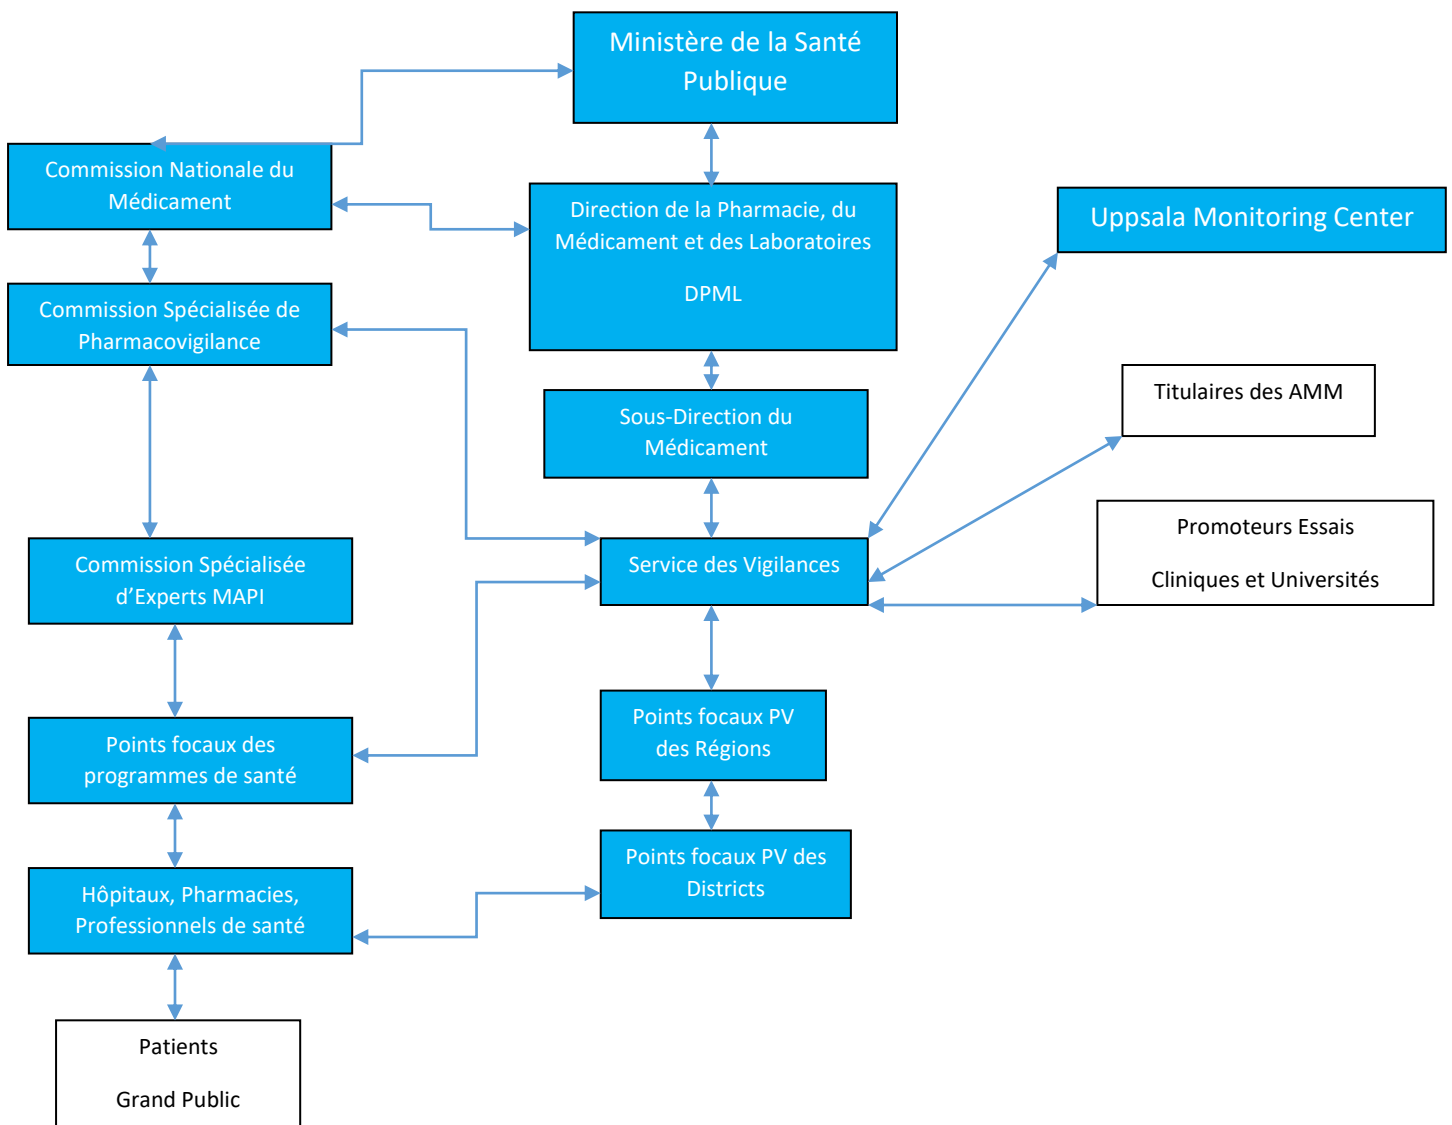 Ministère de la Santé
Publique
Commission Nationale du
Médicament
Direction de la Pharmacie, du
Médicament et des Laboratoires
DPML
Uppsala Monitoring Center
Commission Spécialisée de
Pharmacovigilance
Titulaires des AMM
Sous-Direction du
Médicament
Promoteurs Essais
Cliniques et Universités
Commission Spécialisée
d’Experts MAPI
Service des Vigilances
Points focaux des
programmes de santé
Points focaux PV
des Régions
Points focaux PV des
Districts
Hôpitaux, Pharmacies,
Professionnels de santé
Patients
Grand Public